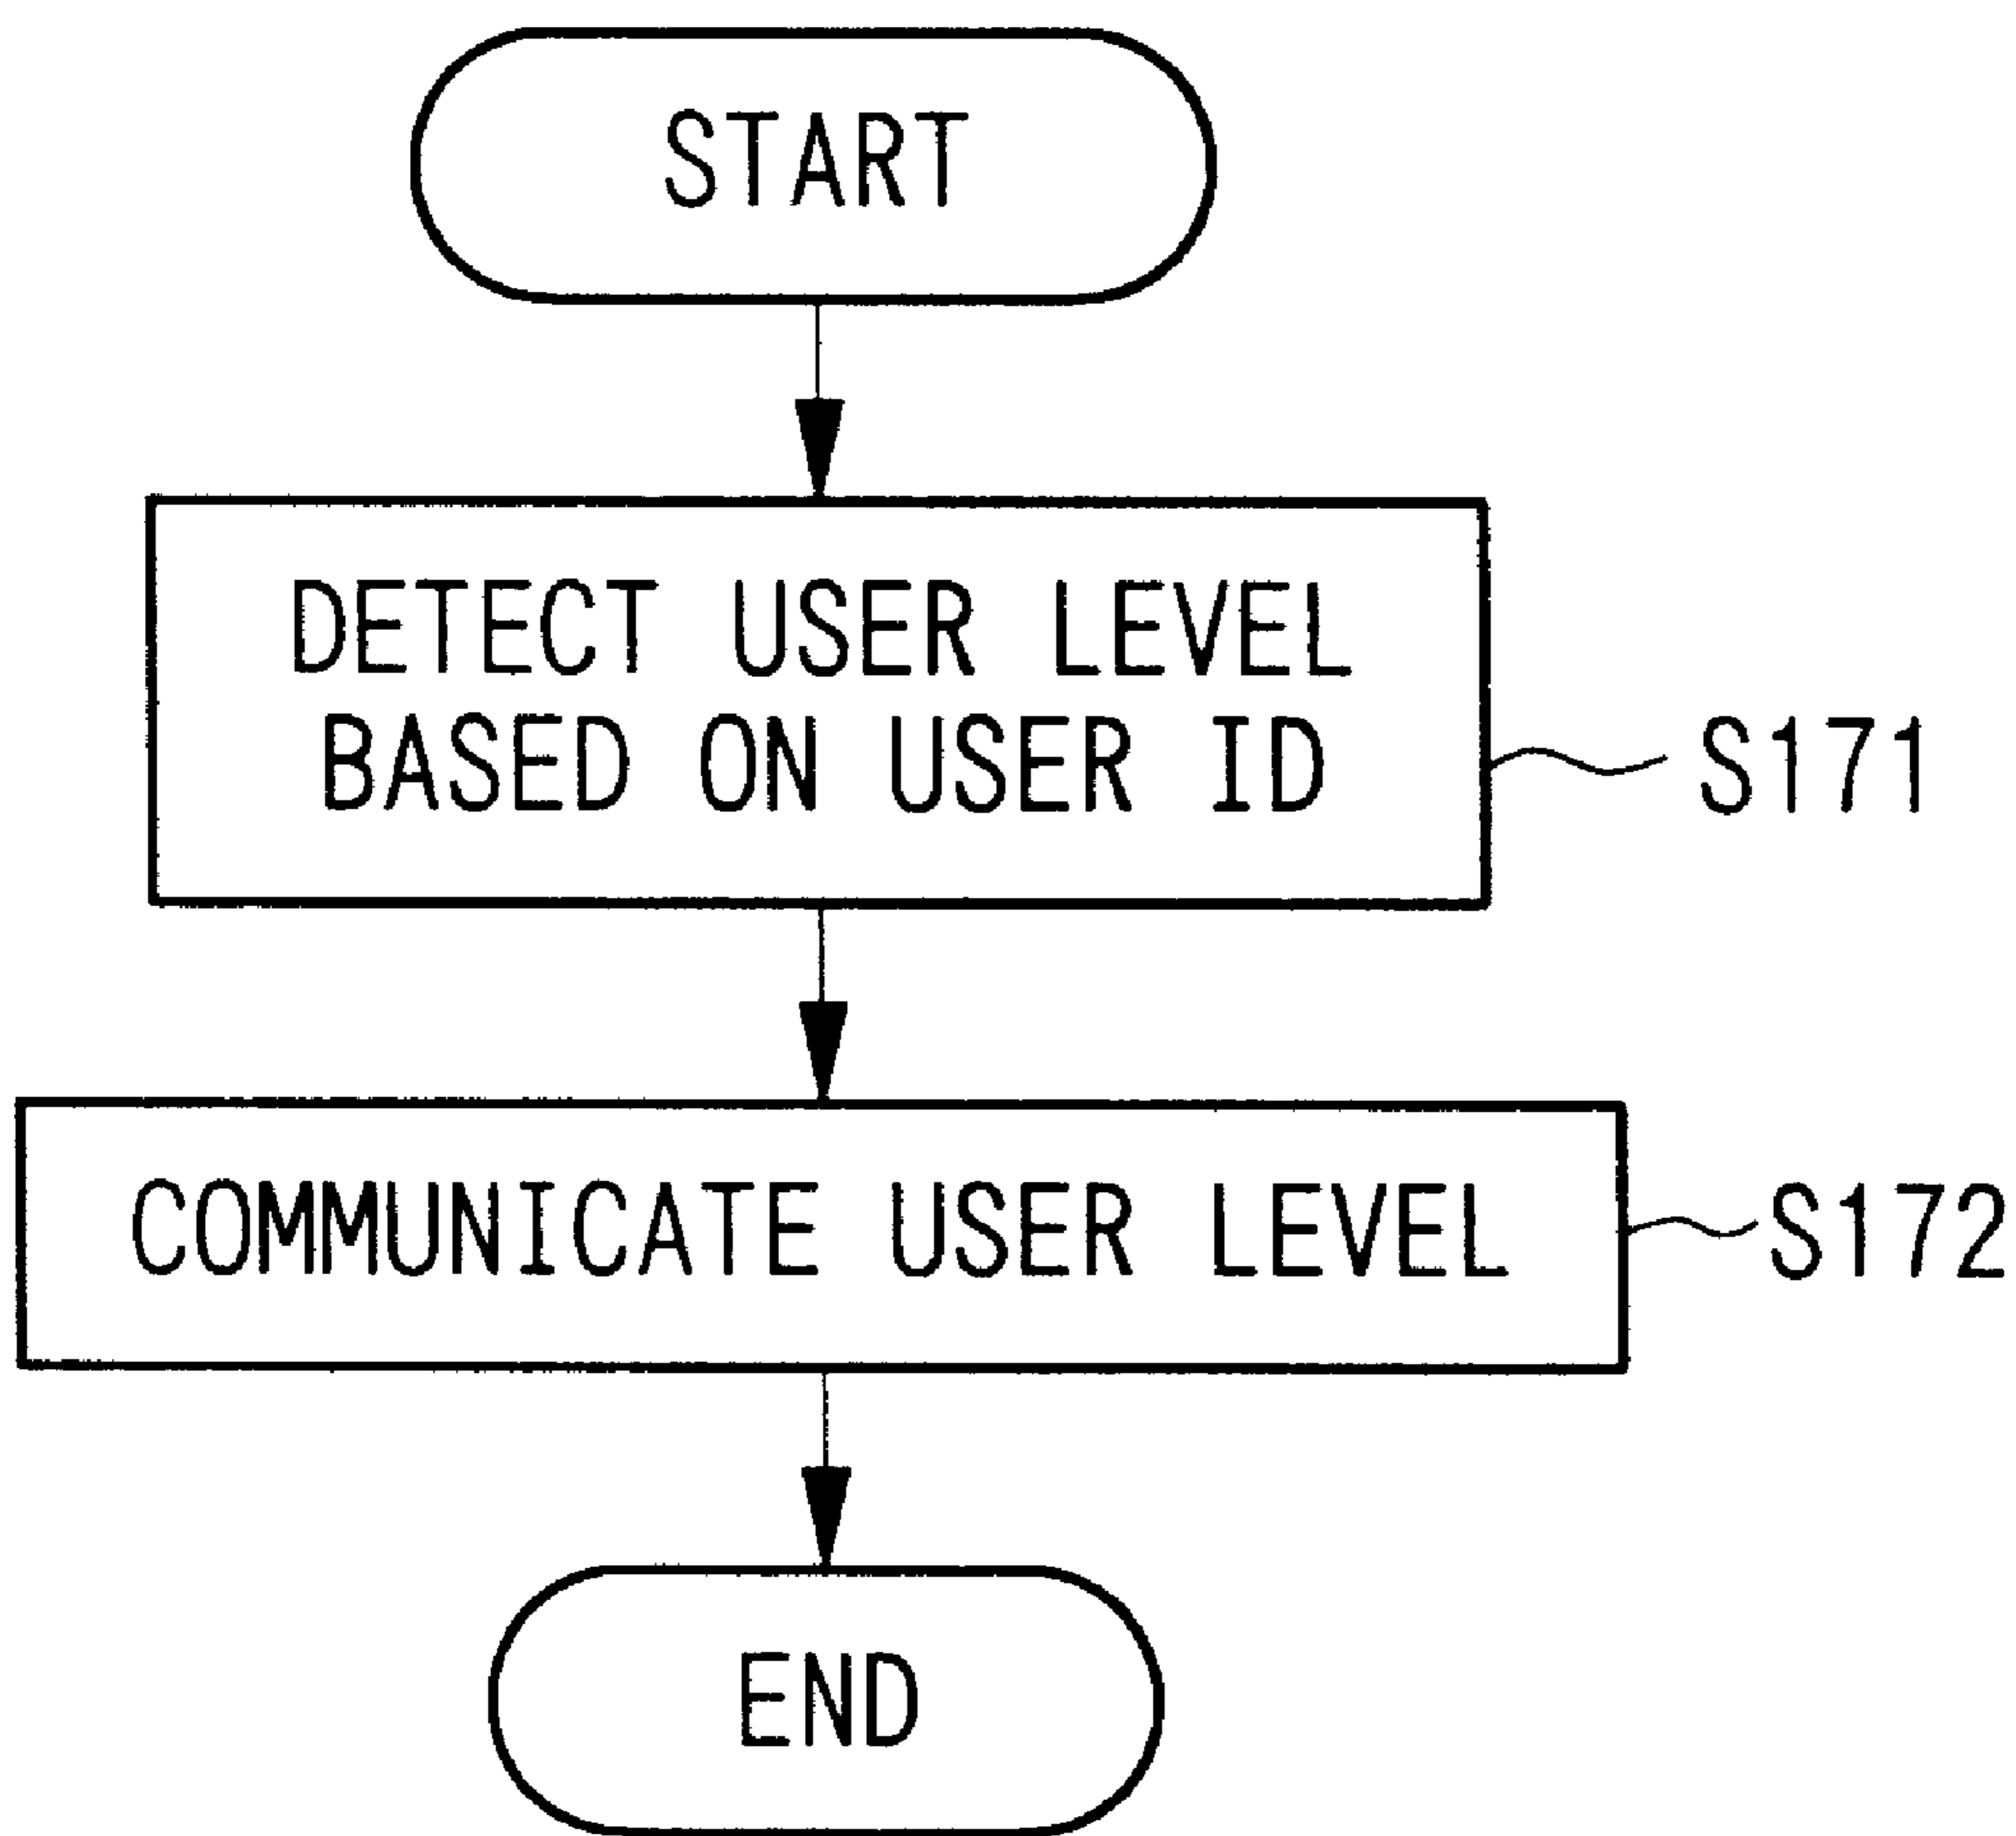 START
DETECT USER LEVEL
BASED ON USER ID
S171
COMMUNICATE USER LEVEL
S172
END